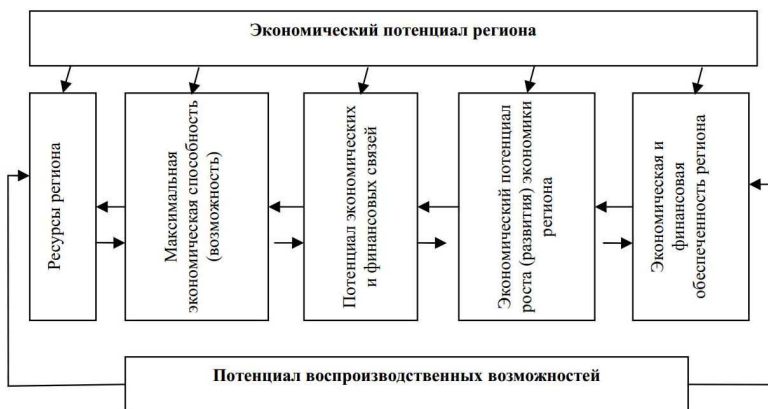 Экономический потенциал региона
Ресурсы региона
Максимальная
экономическая способность
(возможность)
Потенциал экономических
и финансовых связей
Экономический потенциал
роста (развития) экономики
региона
Экономическая и
финансовая
обеспеченность региона
Потенциал воспроизводственных возможностей